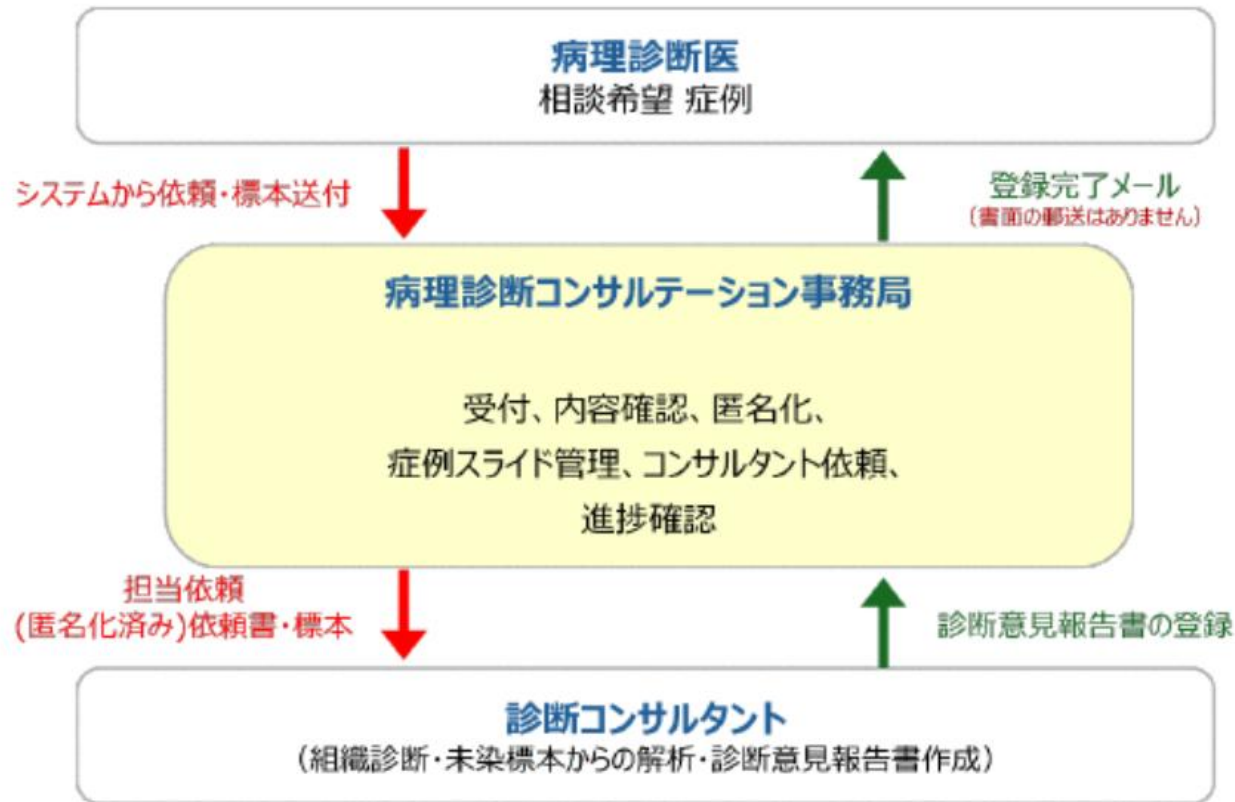 病理診断医
相談希望 症例
システムから依頼・標本送付
登録完了メール
(書面の郵送はありません)
病理診断コンサルテーション事務局
受付、内容確認、匿名化、
症例スライド管理、コンサルタント依頼、
進捗確認
担当依頼
(匿名化済み)依頼書・標本
診断意見報告書の登録
診断コンサルタント
(組織診断・未染標本からの解析・診断意見報告書作成)